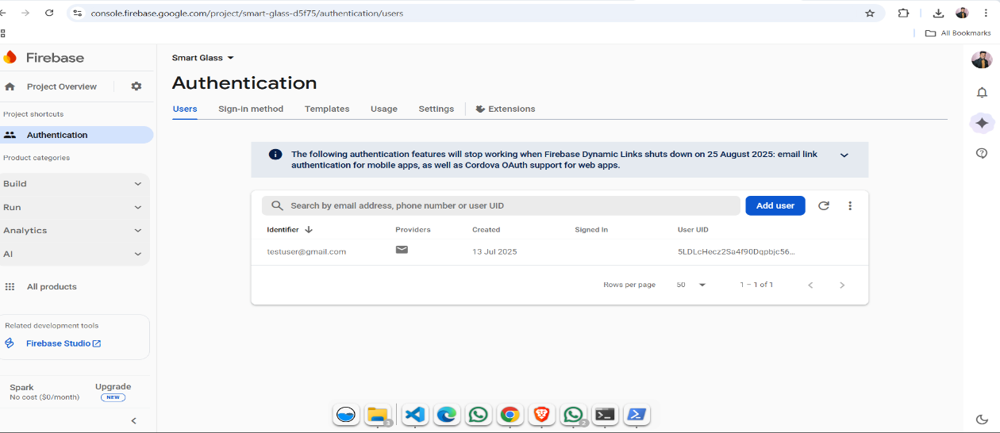 console.firebase.google.com/project/smart-glass-d5f75/authentication/users
All Bookmarks
Firebase
Project Overview
Project shortcuts
Authentication
Product categories
Build
Run
Analytics
AI
All products
Related development tools
Firebase Studio
Spark
No cost ($0/month)
Upgrade
NEW
Smart Glass
Authentication
Users Sign-in method Templates Usage Settings Extensions
The following authentication features will stop working when Firebase Dynamic Links shuts down on 25 August 2025: email link
authentication for mobile apps, as well as Cordova OAuth support for web apps.
Search by email address, phone number or user UID
Add user
Identifier Providers Created Signed In User UID
testuser@gmail.com 13 Jul 2025 5LDLcHecz2Sa4f90Dqpbjc56...
Rows per page 50 1 – 1 of 1
3
2